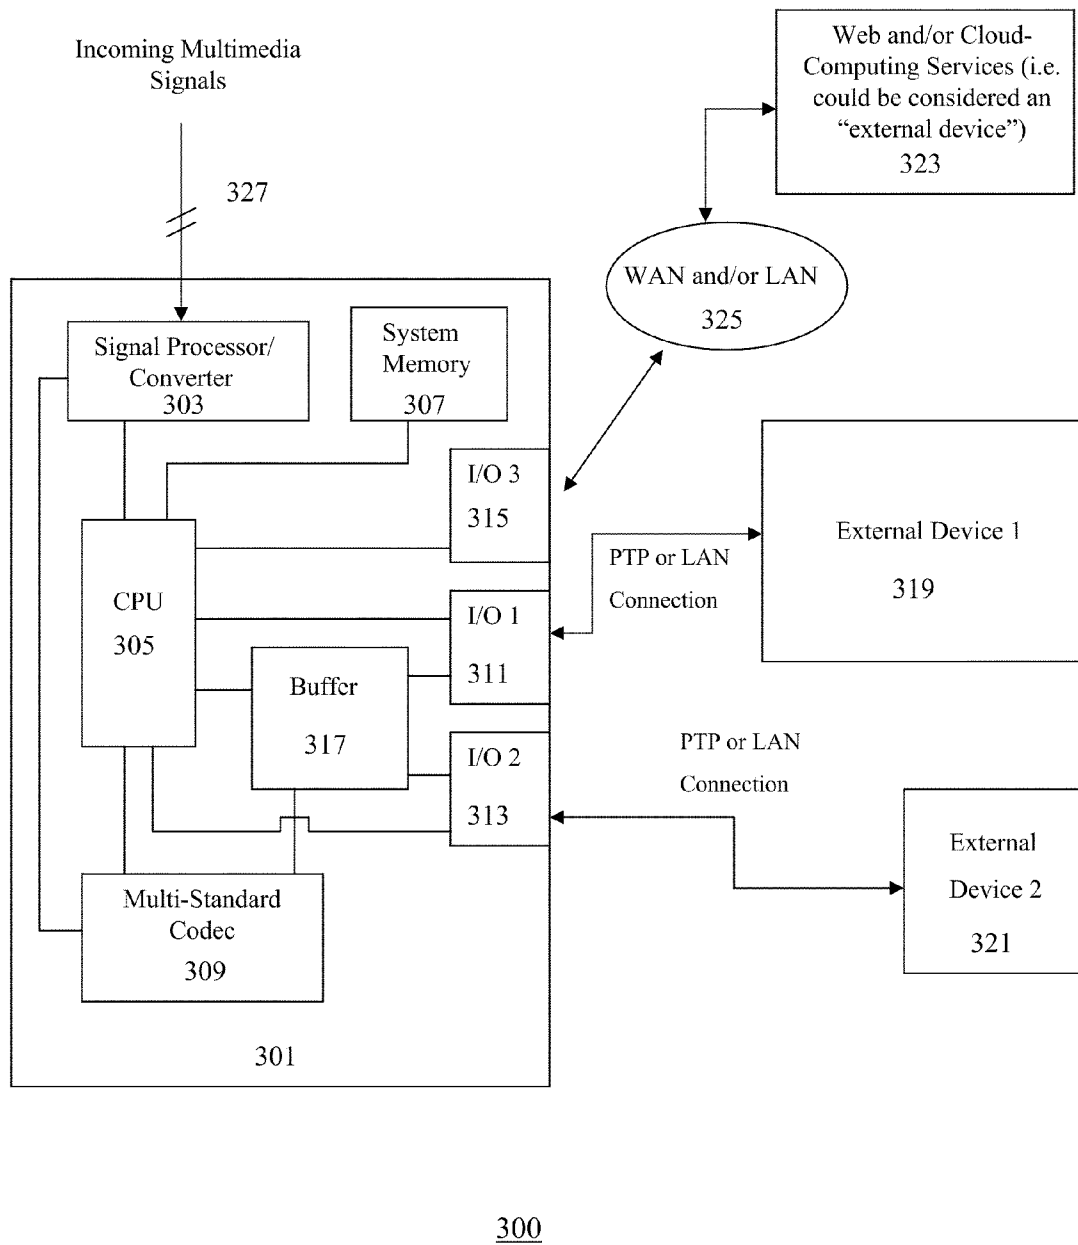 Incoming Multimedia
Signals
327
Web and/or Cloud-
Computing Services (i.e.
could be considered an
“external device”)
323
WAN and/or LAN
325
Signal Processor/
Converter
303
System
Memory
307
I/O 3
315
CPU
305
I/O 1
311
Buffer
317
I/O 2
313
Multi-Standard
Codec
309
301
PTP or LAN
Connection
External Device 1
319
PTP or LAN
Connection
External
Device 2
321
300